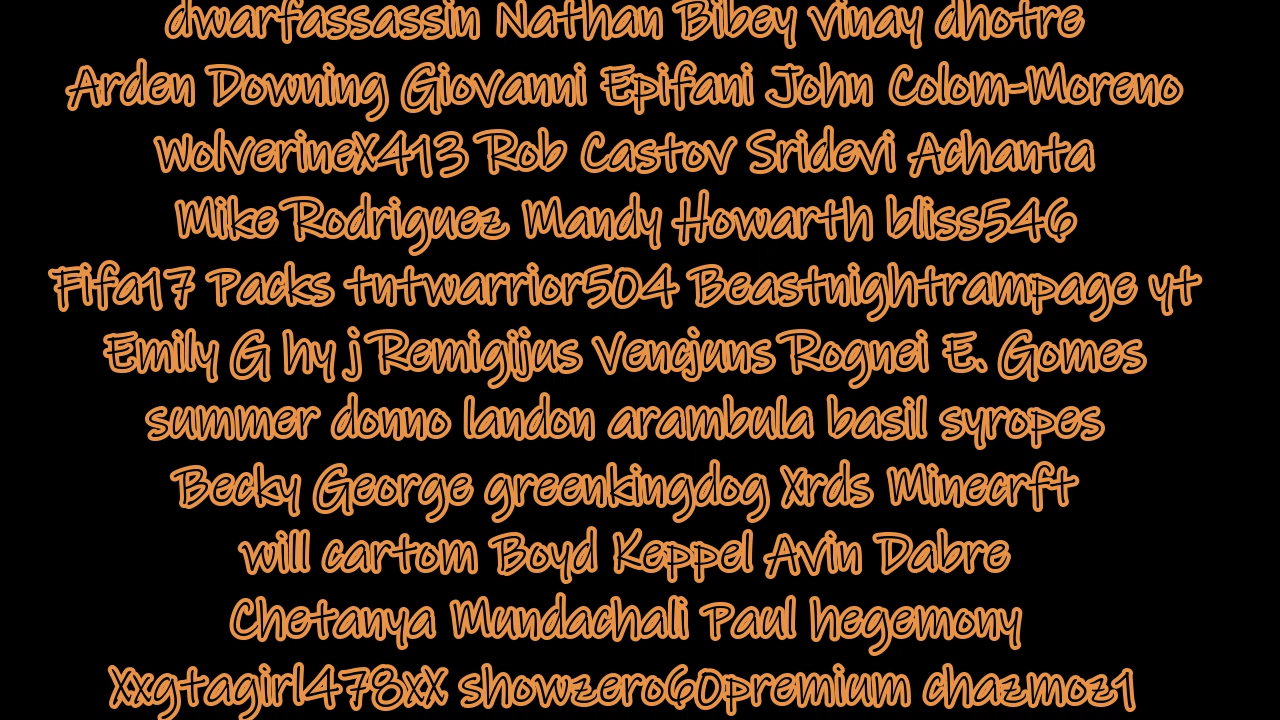 dwarfassassin Nathan Bibey vinay dhotre
Arden Downing Giovanni Epifani John Colom-Moreno
WolverineX413 Rob Castov Sridevi Achanta
Mike Rodriguez Mandy Howarth bliss546
Fifa17 Packs tntwarrior504 Beastnightrampage yt
Emily G hy j Remigijus Vencjuns Rognei E. Gomes
summer donno landon arambula basil syropes
Becky George greenkingdog Xrds Minecrft
will cartom Boyd Keppel Avin Dabre
Chetanya Mundachali Paul hegemony
XxgtagirL478xX showzero60premium chazmoz1